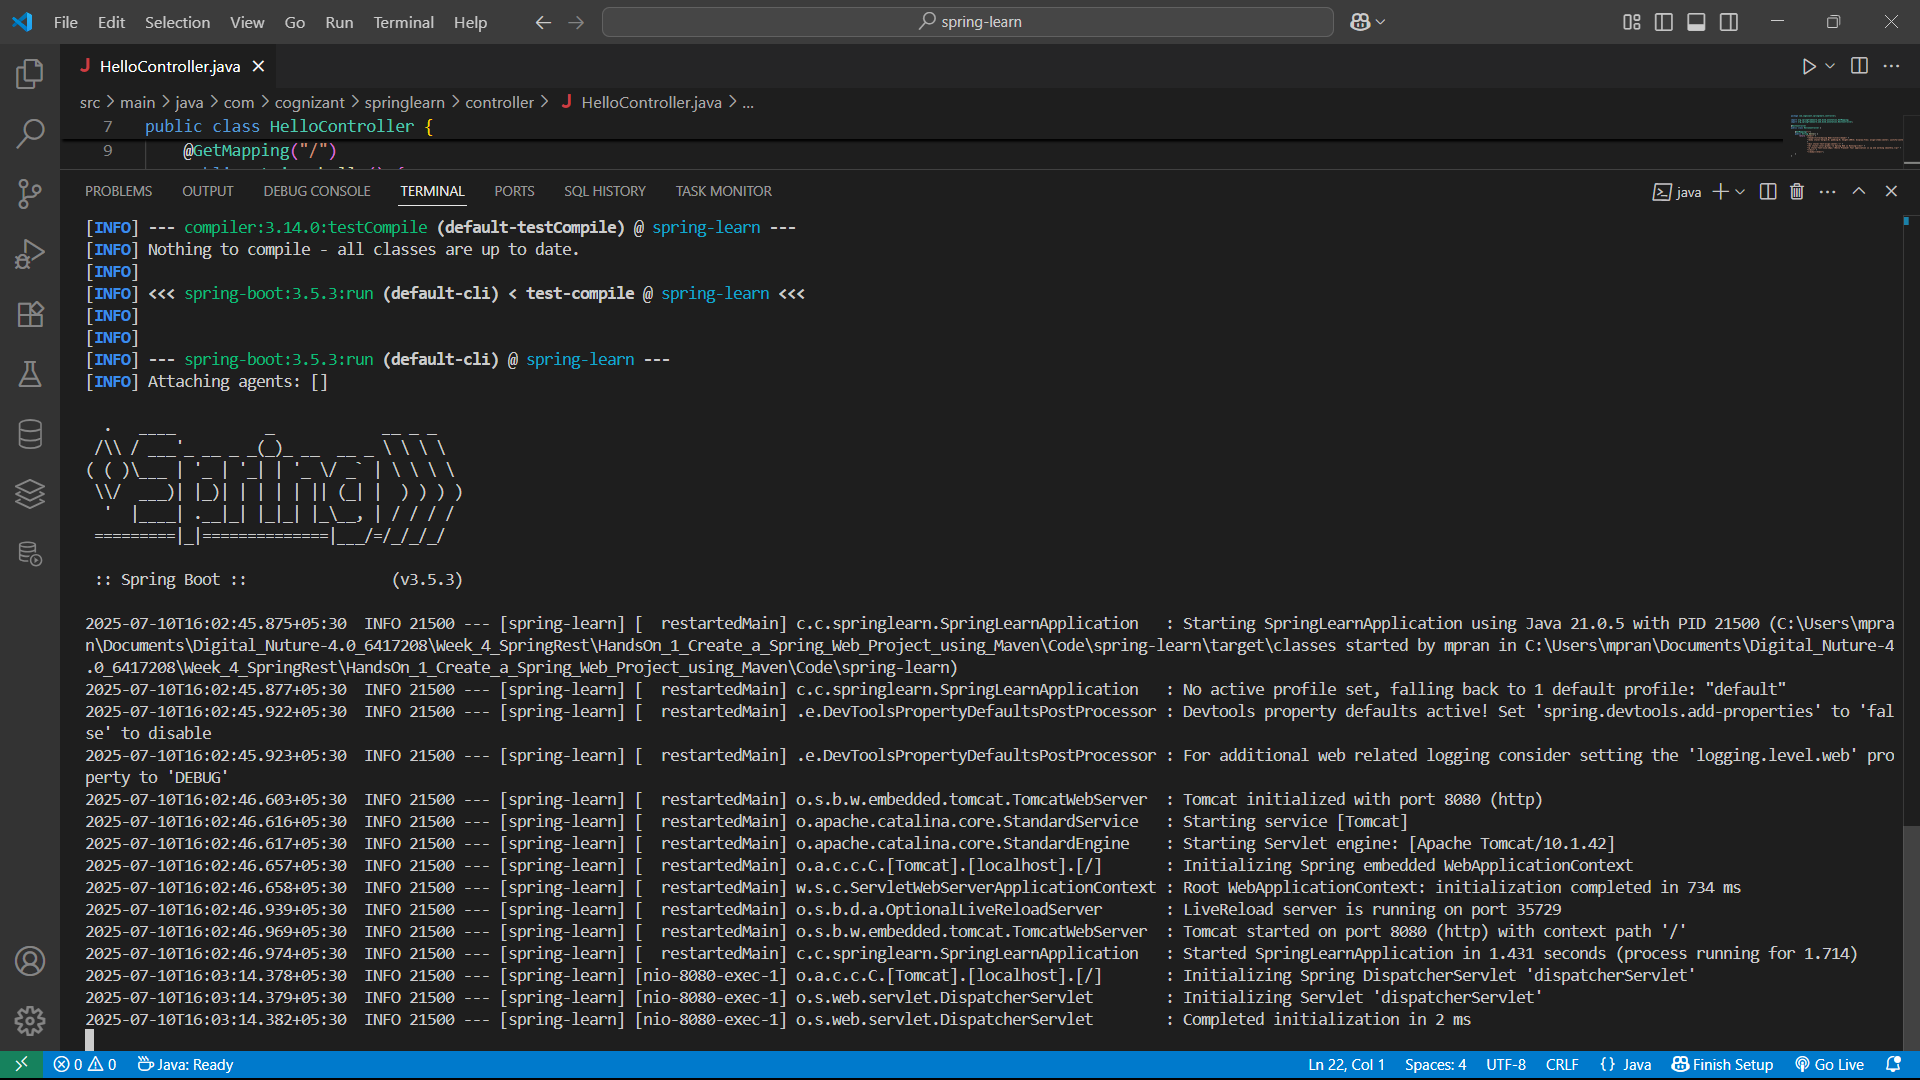 File Edit Selection View Go Run Terminal Help
spring-learn
HelloController.java
src > main > java > com > cognizant > springlearn > controller > HelloController.java > ...
7 public class HelloController {
9 @GetMapping("/")
PROBLEMS OUTPUT DEBUG CONSOLE TERMINAL PORTS SQL HISTORY TASK MONITOR
java
[INFO] --- compiler:3.14.0:testCompile (default-testCompile) @ spring-learn ---
[INFO] Nothing to compile - all classes are up to date.
[INFO]
[INFO] <<< spring-boot:3.5.3:run (default-cli) < test-compile @ spring-learn <<<
[INFO]
[INFO]
[INFO] --- spring-boot:3.5.3:run (default-cli) @ spring-learn ---
[INFO] Attaching agents: []
  .   ____          _            __ _ _
 /\\ / ___'_ __ _ _(_)_ __  __ _ \ \ \ \
( ( )\___ | '_ | '_| | '_ \/ _` | \ \ \ \
 \\/  ___)| |_)| | | | | || (_| |  ) ) ) )
  '  |____| .__|_| |_|_| |_\__, | / / / /
 =========|_|==============|___/=/_/_/_/
:: Spring Boot :: (v3.5.3)
2025-07-10T16:02:45.875+05:30 INFO 21500 --- [spring-learn] [ restartedMain] c.c.springlearn.SpringLearnApplication : Starting SpringLearnApplication using Java 21.0.5 with PID 21500 (C:\Users\mpra
n\Documents\Digital_Nuture-4.0_6417208\Week_4_SpringRest\HandsOn_1_Create_a_Spring_Web_Project_using_Maven\Code\spring-learn\target\classes started by mpran in C:\Users\mpran\Documents\Digital_Nuture-4
.0_6417208\Week_4_SpringRest\HandsOn_1_Create_a_Spring_Web_Project_using_Maven\Code\spring-learn)
2025-07-10T16:02:45.877+05:30 INFO 21500 --- [spring-learn] [ restartedMain] c.c.springlearn.SpringLearnApplication : No active profile set, falling back to 1 default profile: "default"
2025-07-10T16:02:45.922+05:30 INFO 21500 --- [spring-learn] [ restartedMain] .e.DevToolsPropertyDefaultsPostProcessor : Devtools property defaults active! Set 'spring.devtools.add-properties' to 'fal
se' to disable
2025-07-10T16:02:45.923+05:30 INFO 21500 --- [spring-learn] [ restartedMain] .e.DevToolsPropertyDefaultsPostProcessor : For additional web related logging consider setting the 'logging.level.web' pro
perty to 'DEBUG'
2025-07-10T16:02:46.603+05:30 INFO 21500 --- [spring-learn] [ restartedMain] o.s.b.w.embedded.tomcat.TomcatWebServer : Tomcat initialized with port 8080 (http)
2025-07-10T16:02:46.616+05:30 INFO 21500 --- [spring-learn] [ restartedMain] o.apache.catalina.core.StandardService : Starting service [Tomcat]
2025-07-10T16:02:46.617+05:30 INFO 21500 --- [spring-learn] [ restartedMain] o.apache.catalina.core.StandardEngine : Starting Servlet engine: [Apache Tomcat/10.1.42]
2025-07-10T16:02:46.657+05:30 INFO 21500 --- [spring-learn] [ restartedMain] o.a.c.c.C.[Tomcat].[localhost].[/] : Initializing Spring embedded WebApplicationContext
2025-07-10T16:02:46.658+05:30 INFO 21500 --- [spring-learn] [ restartedMain] w.s.c.ServletWebServerApplicationContext : Root WebApplicationContext: initialization completed in 734 ms
2025-07-10T16:02:46.939+05:30 INFO 21500 --- [spring-learn] [ restartedMain] o.s.b.d.a.OptionalLiveReloadServer : LiveReload server is running on port 35729
2025-07-10T16:02:46.969+05:30 INFO 21500 --- [spring-learn] [ restartedMain] o.s.b.w.embedded.tomcat.TomcatWebServer : Tomcat started on port 8080 (http) with context path '/'
2025-07-10T16:02:46.974+05:30 INFO 21500 --- [spring-learn] [ restartedMain] c.c.springlearn.SpringLearnApplication : Started SpringLearnApplication in 1.431 seconds (process running for 1.714)
2025-07-10T16:03:14.378+05:30 INFO 21500 --- [spring-learn] [nio-8080-exec-1] o.a.c.c.C.[Tomcat].[localhost].[/] : Initializing Spring DispatcherServlet 'dispatcherServlet'
2025-07-10T16:03:14.379+05:30 INFO 21500 --- [spring-learn] [nio-8080-exec-1] o.s.web.servlet.DispatcherServlet : Initializing Servlet 'dispatcherServlet'
2025-07-10T16:03:14.382+05:30 INFO 21500 --- [spring-learn] [nio-8080-exec-1] o.s.web.servlet.DispatcherServlet : Completed initialization in 2 ms
0 0 Java: Ready Ln 22, Col 1 Spaces: 4 UTF-8 CRLF {} Java Finish Setup Go Live